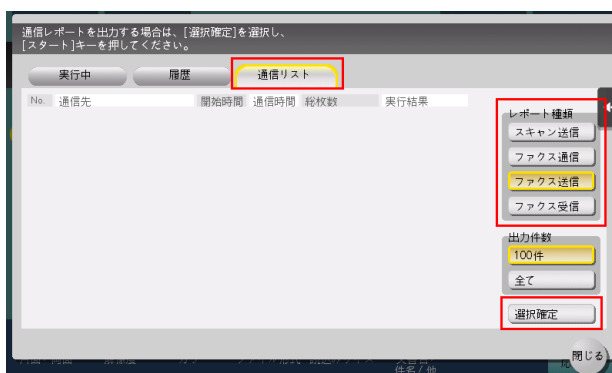 通信レポートを出力する場合は、[選択確定]を選択し、
[スタート]キーを押してください。
実行中 履歴 通信リスト
No. 通信先 開始時間 通信時間 総枚数 実行結果
レポート種類
スキャン送信
ファクス通信
ファクス送信
ファクス受信
出力件数
100件
全て
選択確定
閉じる
件名/他